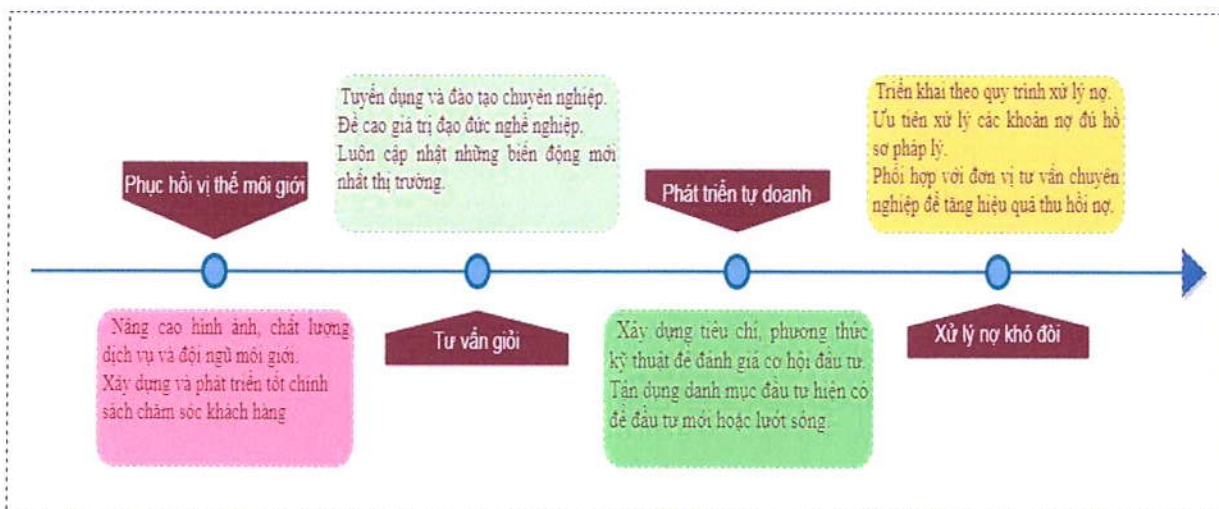 Phục hồi vị thế môi giới
Nâng cao hình ảnh, chất lượng
dịch vụ và đội ngũ môi giới.
Xây dựng và phát triển tốt chính
sách chăm sóc khách hàng
Tuyển dụng và đào tạo chuyên nghiệp.
Đề cao giá trị đạo đức nghề nghiệp.
Luôn cập nhật những biến động mới
nhất thị trường.
Tư vấn giỏi
Phát triển tự doanh
Xây dựng tiêu chí, phương thức
kỹ thuật để đánh giá cơ hội đầu tư.
Tận dụng danh mục đầu tư hiện có
để đầu tư mới hoặc lướt sóng.
Triển khai theo quy trình xử lý nợ.
Ưu tiên xử lý các khoản nợ đủ hồ
sơ pháp lý.
Phối hợp với đơn vị tư vấn chuyên
nghiệp để tăng hiệu quả thu hồi nợ.
Xử lý nợ khó đòi